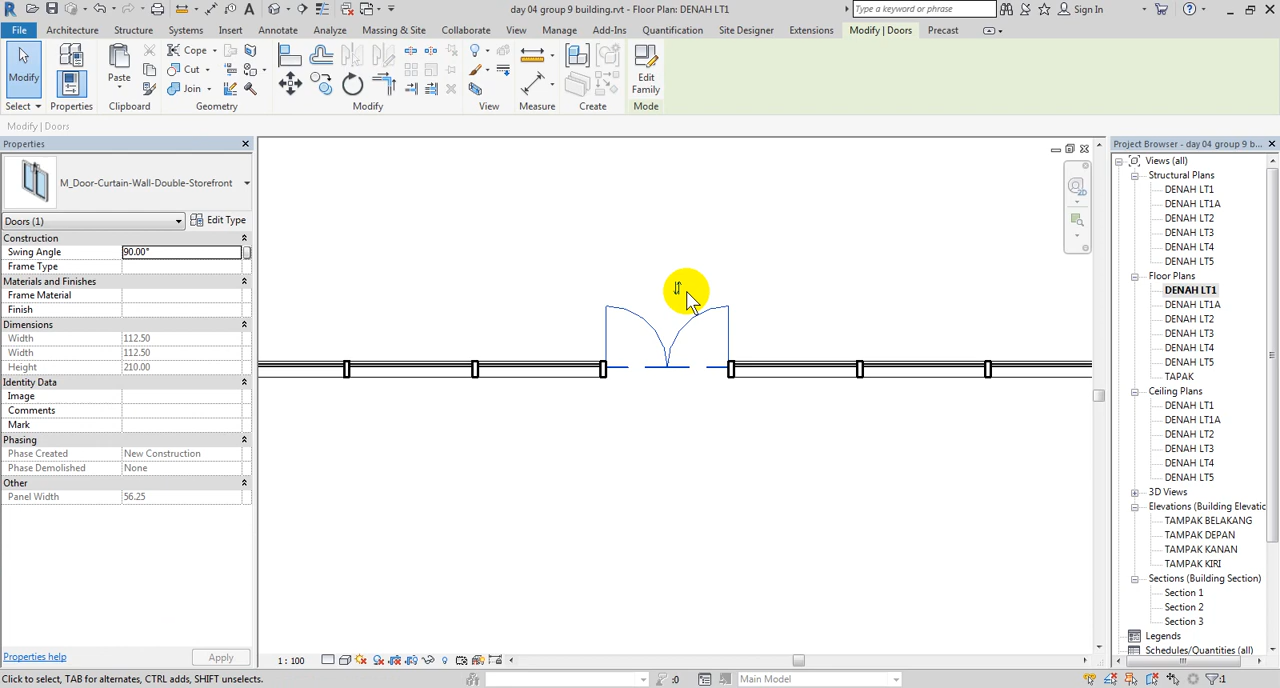 day 04 group 9 building.rvt - Floor Plan: DENAH LT1
Type a keyword or phrase
Sign In
File
Architecture
Structure
Systems
Insert
Annotate
Analyze
Massing & Site
Collaborate
View
Manage
Add-Ins
Quantification
Site Designer
Extensions
Modify | Doors
Precast
Modify
Paste
Cope
Cut
Join
Edit
Family
Select
Properties
Clipboard
Geometry
Modify
View
Measure
Create
Mode
Modify | Doors
Properties
M_Door-Curtain-Wall-Double-Storefront
Doors (1)
Edit Type
Construction
Swing Angle 90.00°
Frame Type
Materials and Finishes
Frame Material
Finish
Dimensions
Width 112.50
Width 112.50
Height 210.00
Identity Data
Image
Comments
Mark
Phasing
Phase Created New Construction
Phase Demolished None
Other
Panel Width 56.25
Properties help
Apply
1 : 100
Project Browser - day 04 group 9 b...
Views (all)
Structural Plans
DENAH LT1
DENAH LT1A
DENAH LT2
DENAH LT3
DENAH LT4
DENAH LT5
Floor Plans
DENAH LT1
DENAH LT1A
DENAH LT2
DENAH LT3
DENAH LT4
DENAH LT5
TAPAK
Ceiling Plans
DENAH LT1
DENAH LT1A
DENAH LT2
DENAH LT3
DENAH LT4
DENAH LT5
3D Views
Elevations (Building Elevatic
TAMPAK BELAKANG
TAMPAK DEPAN
TAMPAK KANAN
TAMPAK KIRI
Sections (Building Section)
Section 1
Section 2
Section 3
Legends
Schedules/Quantities (all)
Click to select, TAB for alternates, CTRL adds, SHIFT unselects.
:0
Main Model
:1